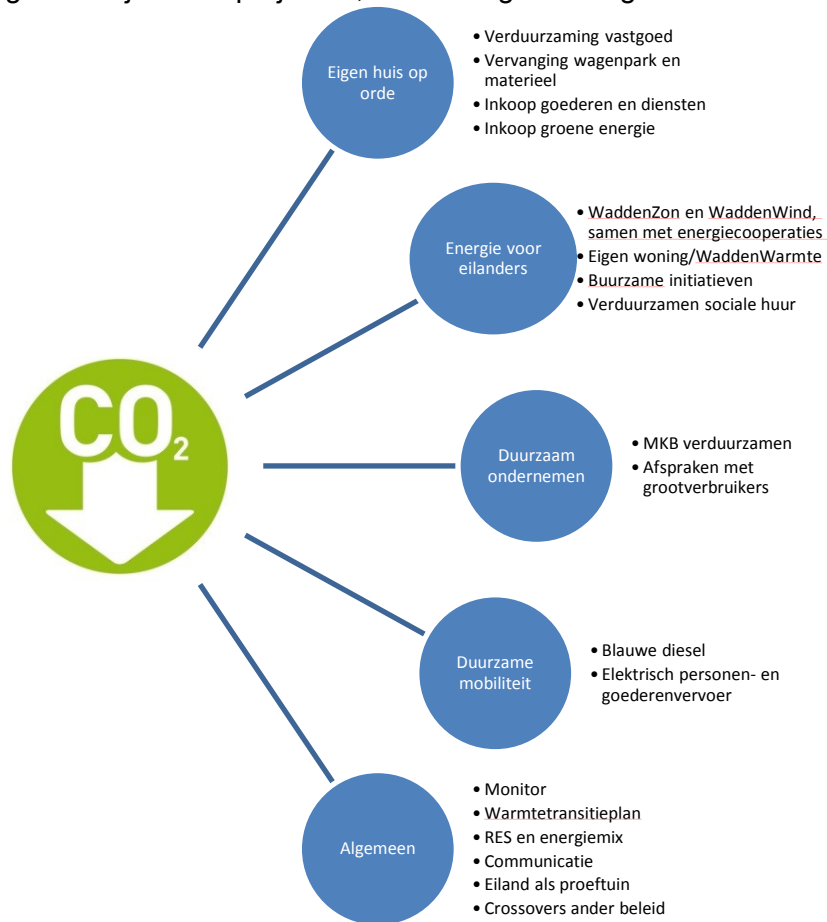 Eigen huis op
orde
• Verduurzaming vastgoed
• Vervanging wagenpark en
materieel
• Inkoop goederen en diensten
• Inkoop groene energie
Energie voor
eilanders
• WaddenZon en WaddenWind,
samen met energiecooperaties
• Eigen woning/WaddenWarmte
• Buurzame initiatieven
• Verduurzamen sociale huur
CO2
Duurzaam
ondernemen
• MKB verduurzamen
• Afspraken met
grootverbruikers
Duurzame
mobiliteit
• Blauwe diesel
• Elektrisch personen- en
goederenvervoer
Algemeen
• Monitor
• Warmtetransitieplan
• RES en energiemix
• Communicatie
• Eiland als proeftuin
• Crossovers ander beleid